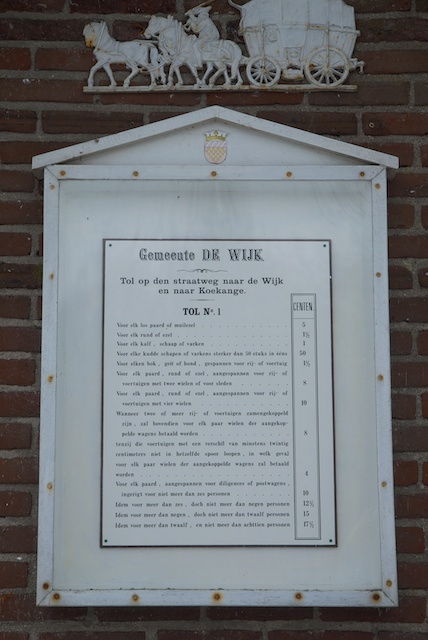 Gemeente DE WIJK
Tol op den straatweg naar de Wijk
en naar Koekange.
TOL No. 1
CENTEN.
Voor elk los paard of muilezel 5
Voor elk rund of ezel 1½
Voor elk kalf, schaap of varken 1
Voor elke kudde schapen of varkens sterker dan 50 stuks in eens 50
Voor elken bok, geit of hond, gespannen voor rij- of voertuig 1½
Voor elk paard, rund of ezel, aangespannen voor rij- of
voertuigen met twee wielen of voor sleden 8
Voor elk paard, rund of ezel, aangespannen voor rij- of
voertuigen met vier wielen 10
Wanneer twee of meer rij- of voertuigen zamengekoppeld
zijn, zal bovendien voor elk paar wielen der aangekop-
pelde wagens betaald worden 8
tenzij die voertuigen met een verschil van minstens twintig
centimeters niet in hetzelfde spoor loopen, in welk geval
voor elk paar wielen der aangekoppelde wagens zal betaald
worden 4
Voor elk paard, aangespannen voor diligences of postwagens,
ingerigt voor niet meer dan zes personen 10
Idem voor meer dan zes, doch niet meer dan negen personen 12½
Idem voor meer dan negen, doch niet meer dan twaalf personen 15
Idem voor meer dan twaalf, en niet meer dan achttien personen 17½